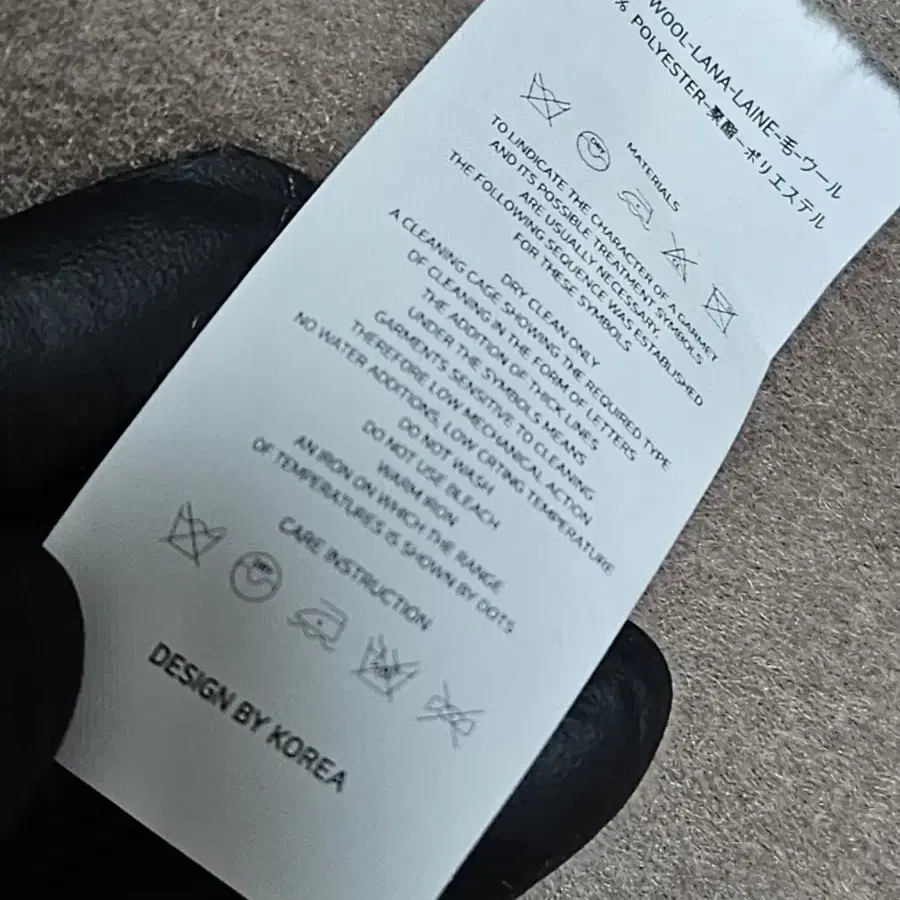 WOOL-LANA-LAINE-毛-ウール
% POLYESTER-聚酯-ポリエステル
DRY
MATERIALS
TO LINDICATE THE CHARACTER OF A GARMET
AND ITS POSSIBLE TREATMENT SYMBOLS
ARE USUALLY NECESSARY.
THE FOLLOWING SEQUENCE WAS ESTABLISHED
FOR THESE SYMBOLS
DRY CLEAN ONLY
A CLEANING CAGE SHOWING THE REQUIRED TYPE
OF CLEANING IN THE FORM OF LETTERS
THE ADDITION OF THICK LINES
UNDER THE SYMBOLS MEANS
GARMENTS SENSITIVE TO CLEANING
THEREFORE LOW MECHANICAL ACTION
NO WATER ADDITIONS, LOW CRTING TEMPERATURE
DO NOT WASH
DO NOT USE BLEACH
WARM IRON
AN IRON ON WHICH THE RANGE
OF TEMPERATURES IS SHOWN BY DOTS
CARE INSTRUCTION
DRY
DESIGN BY KOREA